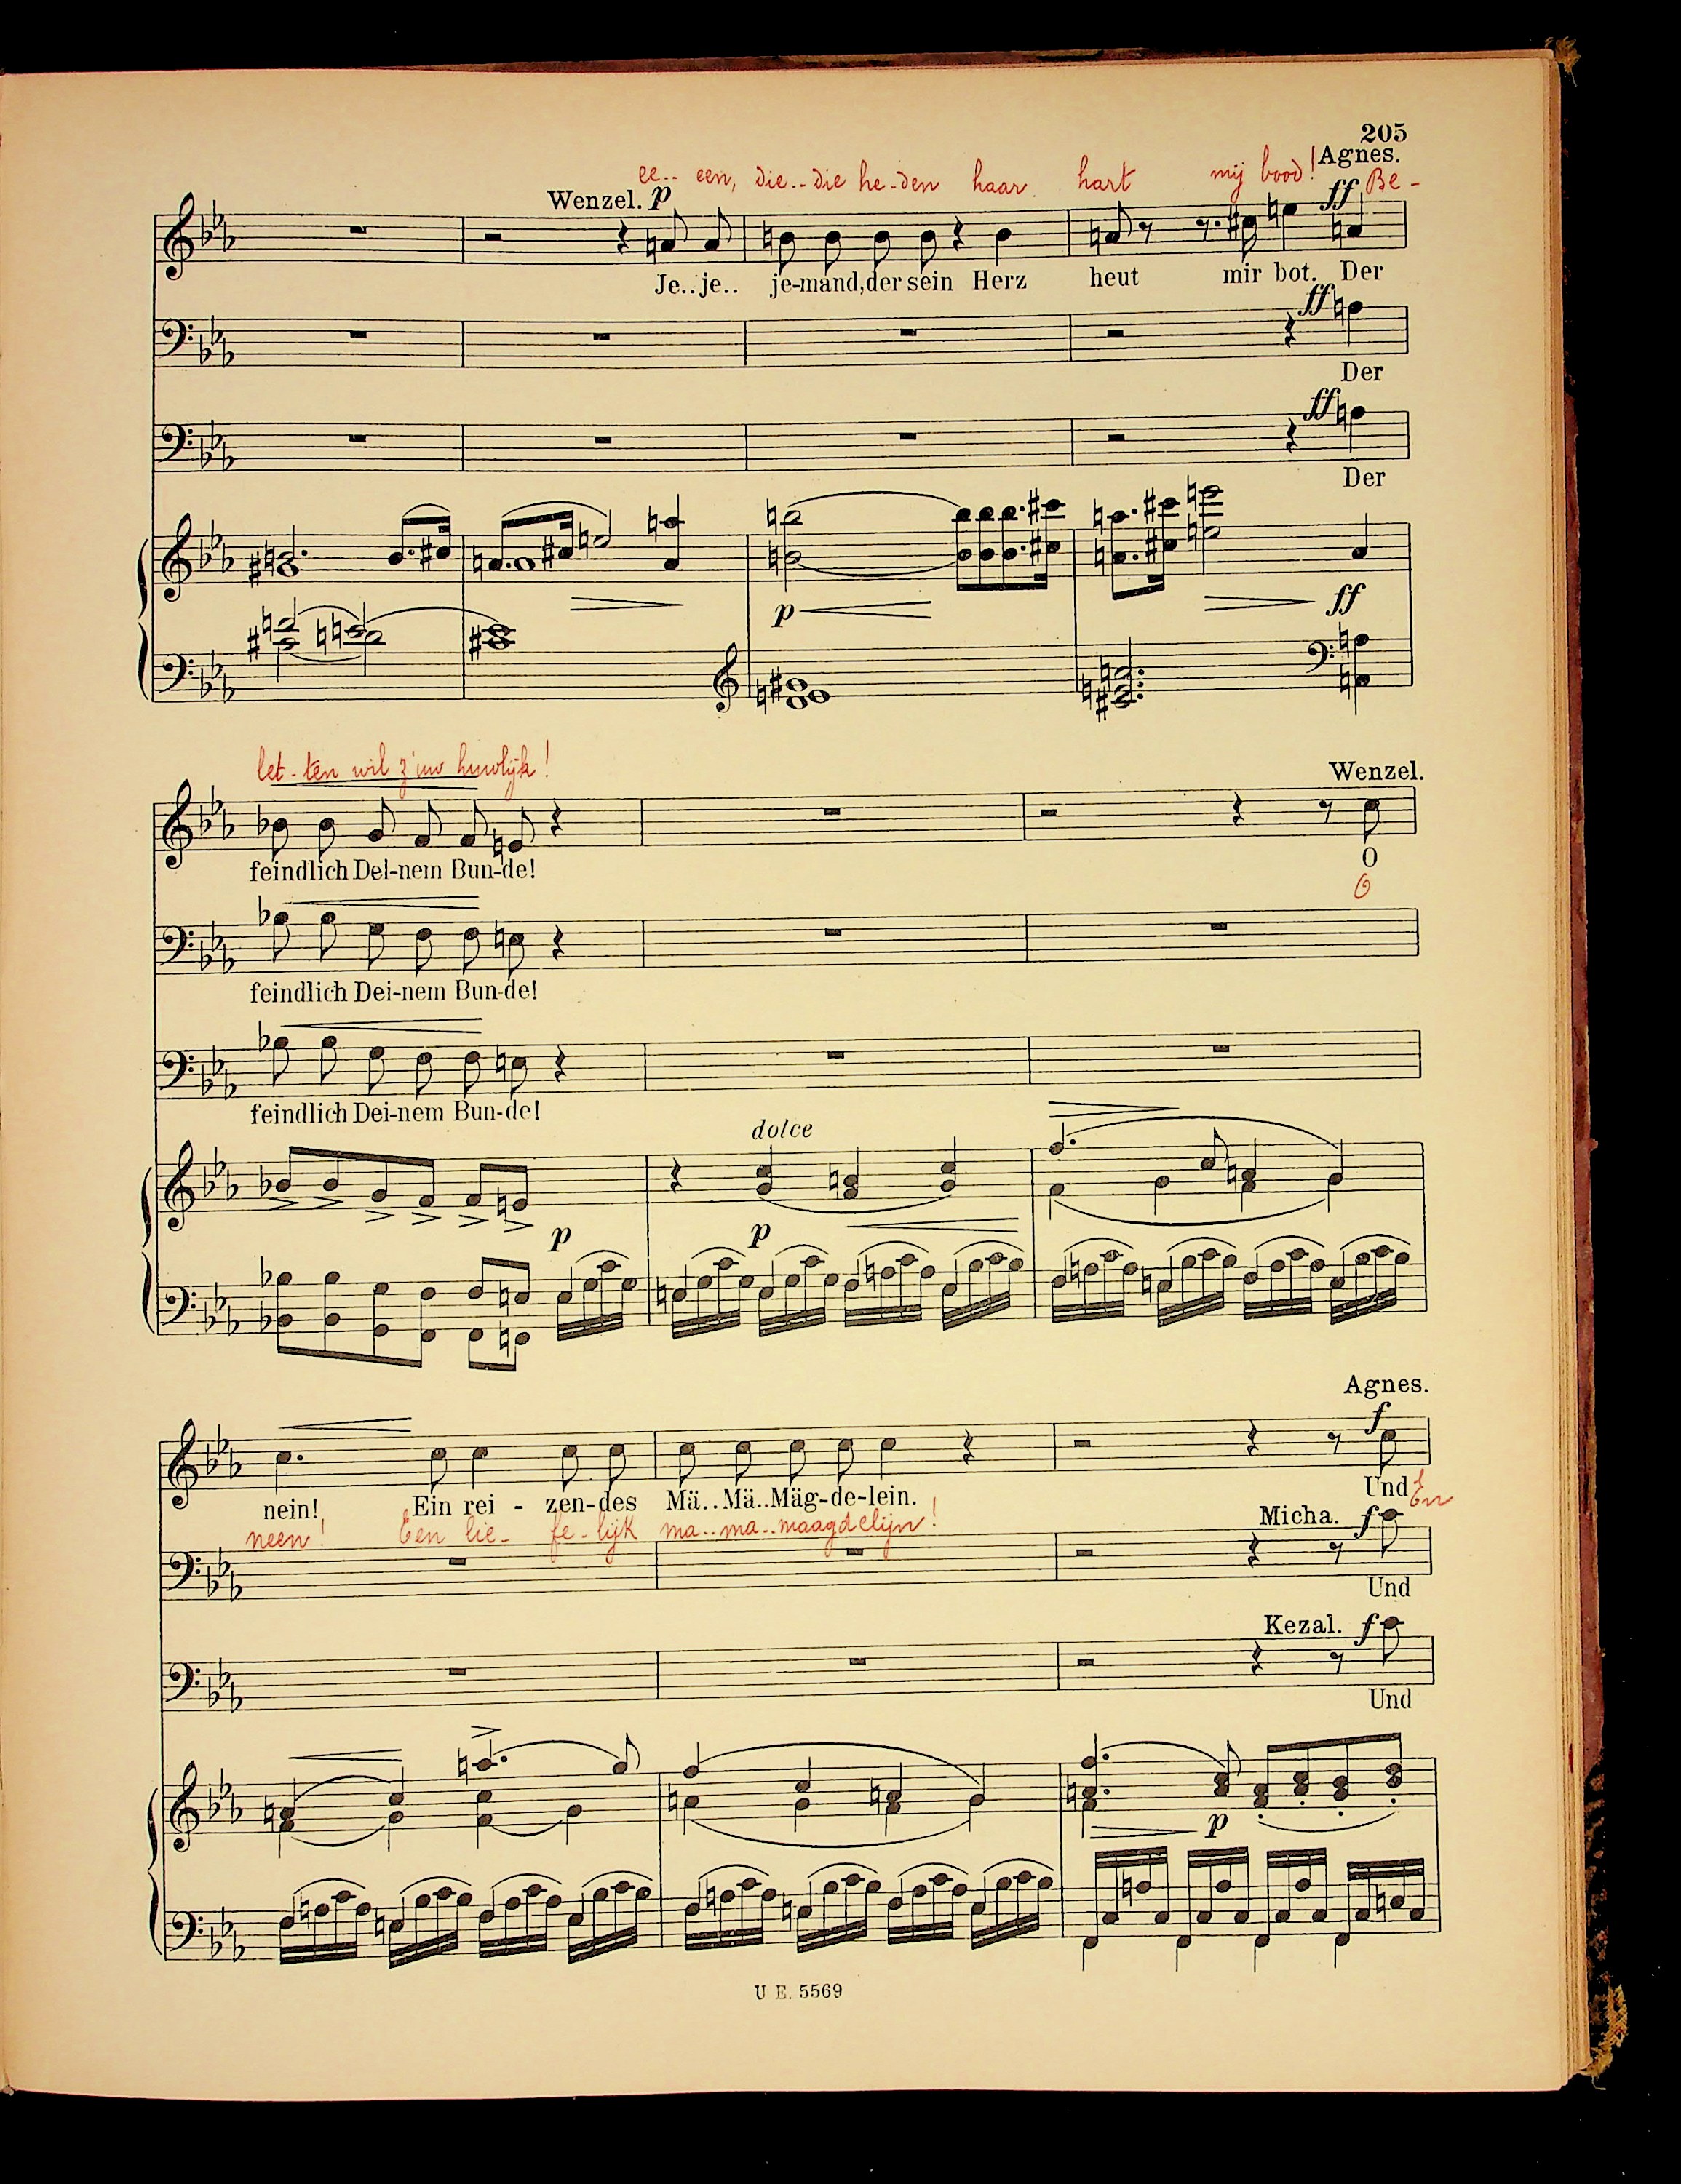 205
Agnes.
ee.. een, die..die he-den haar hart mij bood! Be-
Wenzel. p ff
Je..je.. je-mand,der sein Herz heut mir bot. Der
ff
Der
ff
Der
p ff
let-ten wil z'uw huwlijk!
Wenzel.
feindlich Dei-nem Bun-de! O
O
feindlich Dei-nem Bun-de!
feindlich Dei-nem Bun-de!
dolce
p p
Agnes.
f
nein! Ein rei - zen-des Mä..Mä..Mäg-de-lein. Und
En
neen! Een lie- fe-lijk ma..ma..maagdelijn!
Micha. f
Und
Kezal. f
Und
p
U E. 5569